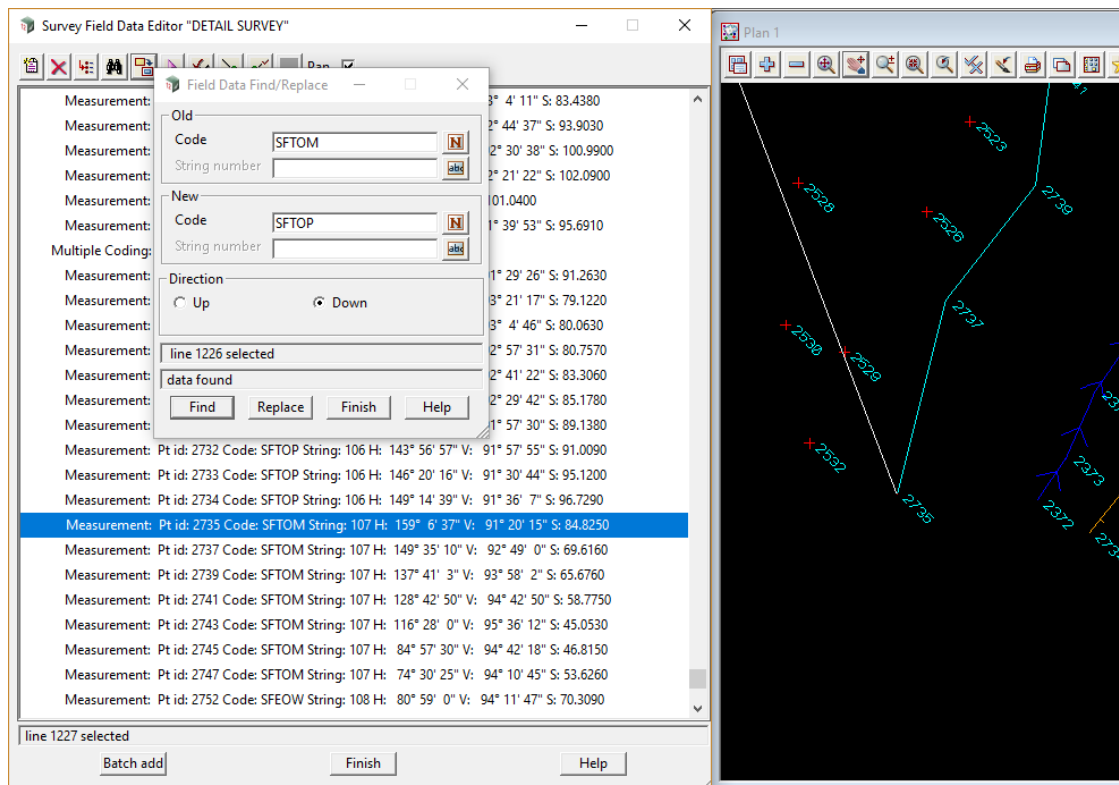 Survey Field Data Editor "DETAIL SURVEY"
Pan
Field Data Find/Replace
Old
Code SFTOM N
String number abc
New
Code SFTOP N
String number abc
Direction
Up Down
line 1226 selected
data found
Find Replace Finish Help
Measurement: 3° 4' 11" S: 83.4380
Measurement: 2° 44' 37" S: 93.9030
Measurement: 2° 30' 38" S: 100.9900
Measurement: 2° 21' 22" S: 102.0900
Measurement: 101.0400
Measurement: 1° 39' 53" S: 95.6910
Multiple Coding:
Measurement: 1° 29' 26" S: 91.2630
Measurement: 3° 21' 17" S: 79.1220
Measurement: 3° 4' 46" S: 80.0630
Measurement: 2° 57' 31" S: 80.7570
Measurement: 2° 41' 22" S: 83.3060
Measurement: 2° 29' 42" S: 85.1780
Measurement: 1° 57' 30" S: 89.1380
Measurement: Pt id: 2732 Code: SFTOP String: 106 H: 143° 56' 57" V: 91° 57' 55" S: 91.0090
Measurement: Pt id: 2733 Code: SFTOP String: 106 H: 146° 20' 16" V: 91° 30' 44" S: 95.1200
Measurement: Pt id: 2734 Code: SFTOP String: 106 H: 149° 14' 39" V: 91° 36' 7" S: 96.7290
Measurement: Pt id: 2735 Code: SFTOM String: 107 H: 159° 6' 37" V: 91° 20' 15" S: 84.8250
Measurement: Pt id: 2737 Code: SFTOM String: 107 H: 149° 35' 10" V: 92° 49' 0" S: 69.6160
Measurement: Pt id: 2739 Code: SFTOM String: 107 H: 137° 41' 3" V: 93° 58' 2" S: 65.6760
Measurement: Pt id: 2741 Code: SFTOM String: 107 H: 128° 42' 50" V: 94° 42' 50" S: 58.7750
Measurement: Pt id: 2743 Code: SFTOM String: 107 H: 116° 28' 0" V: 95° 36' 12" S: 45.0530
Measurement: Pt id: 2745 Code: SFTOM String: 107 H: 84° 57' 30" V: 94° 42' 18" S: 46.8150
Measurement: Pt id: 2747 Code: SFTOM String: 107 H: 74° 30' 25" V: 94° 10' 45" S: 53.6260
Measurement: Pt id: 2752 Code: SFEOW String: 108 H: 80° 59' 0" V: 94° 11' 47" S: 70.3090
line 1227 selected
Batch add Finish Help
Plan 1
41
2523
2528
2739
2526
2737
2530
2529
237
2532
2373
2735
2372
273